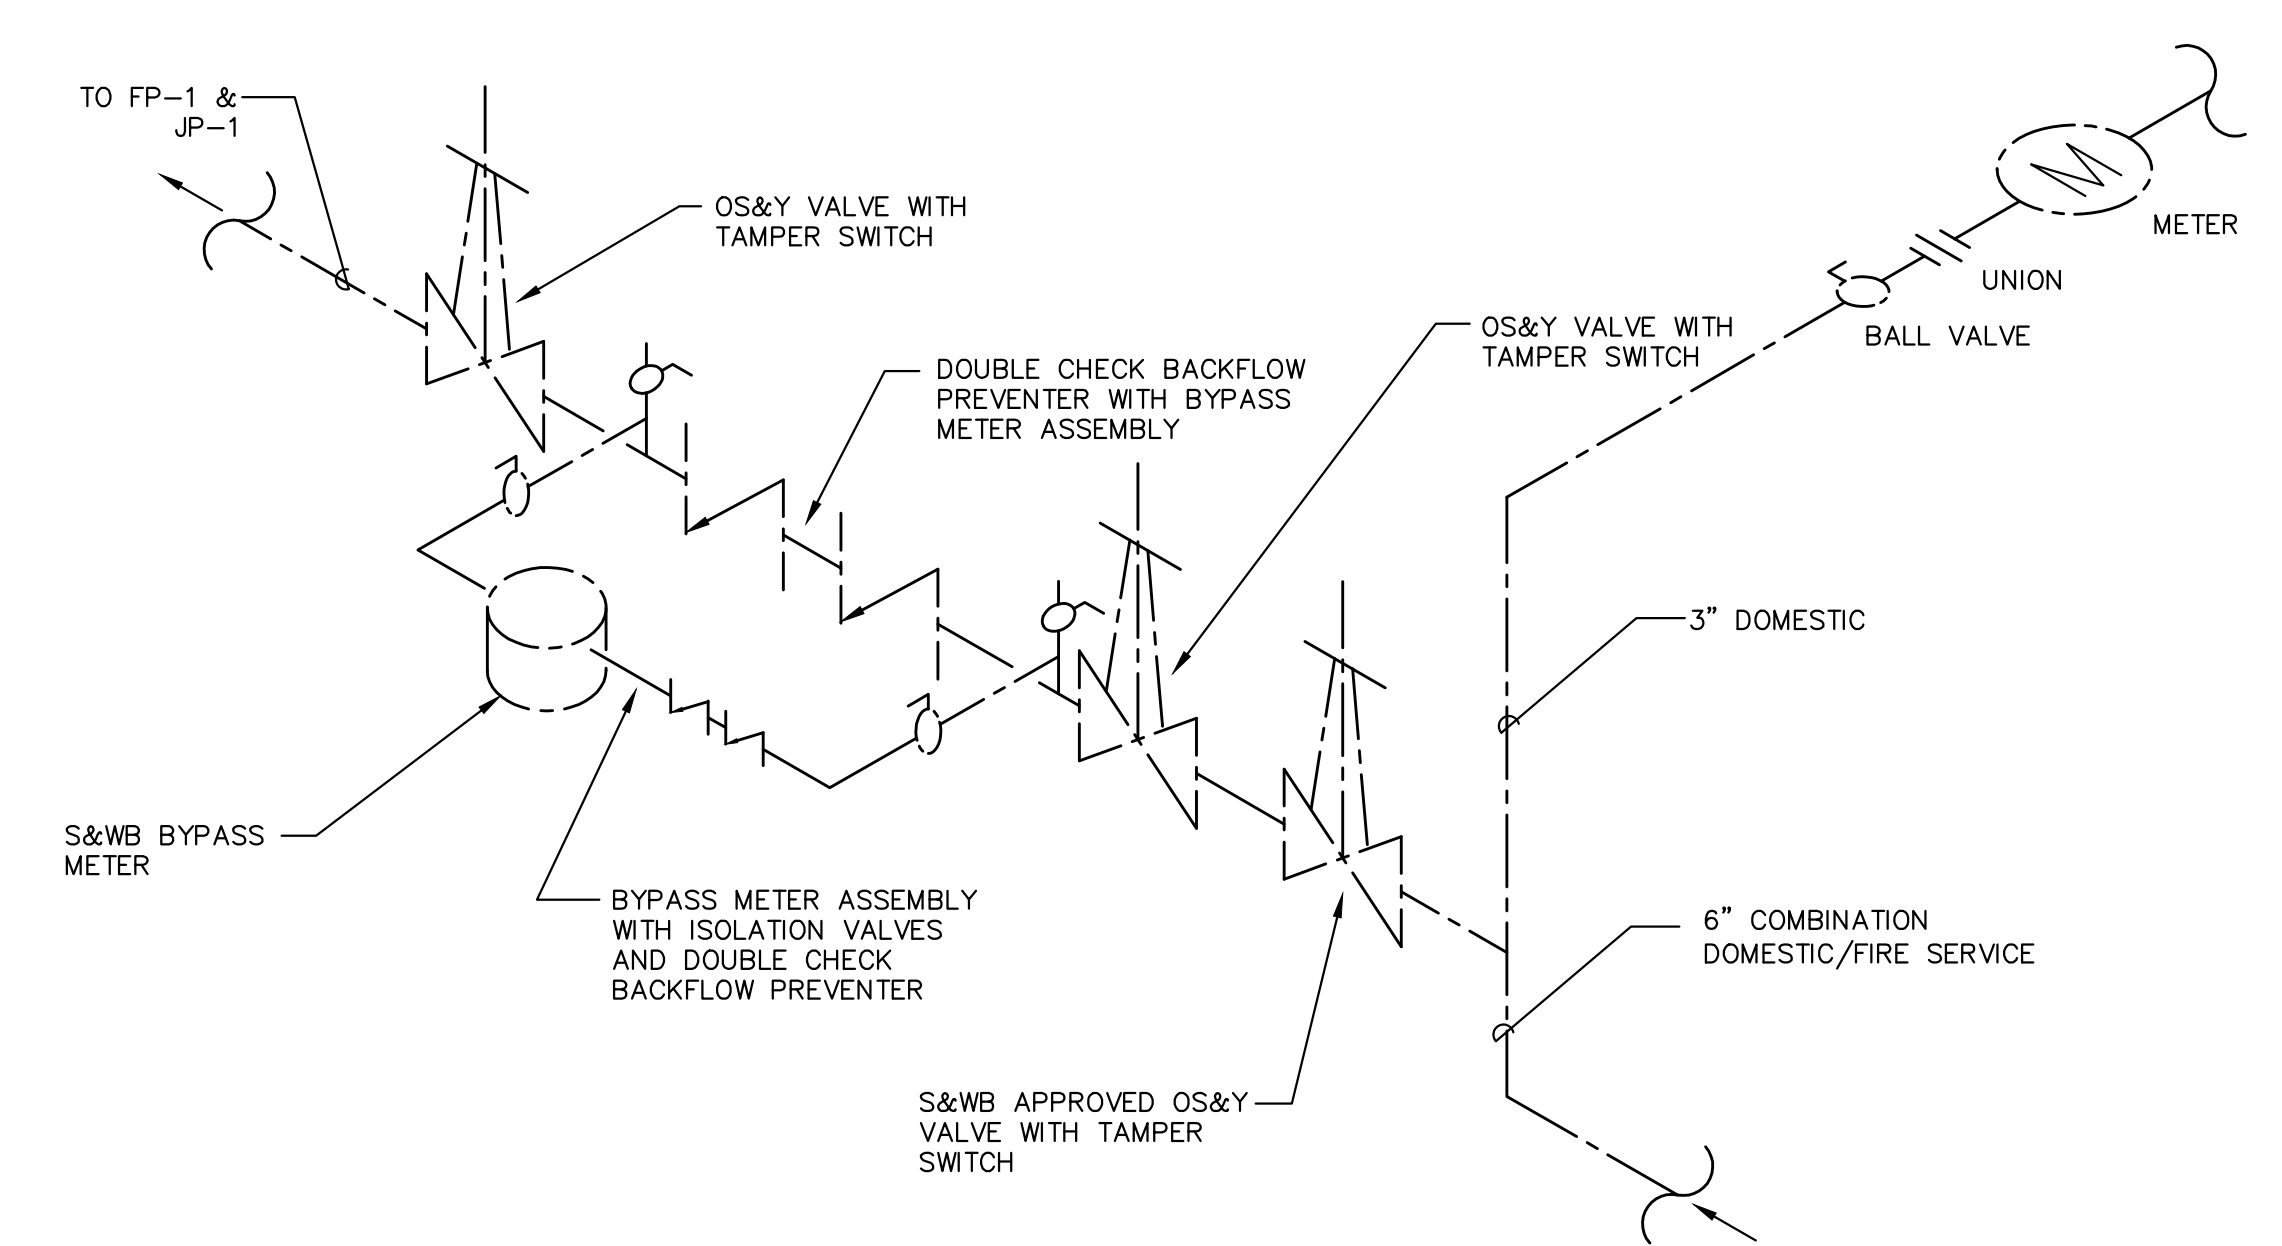 TO FP-1 &
JP-1
OS&Y VALVE WITH
TAMPER SWITCH
M
METER
UNION
BALL VALVE
OS&Y VALVE WITH
TAMPER SWITCH
DOUBLE CHECK BACKFLOW
PREVENTER WITH BYPASS
METER ASSEMBLY
3" DOMESTIC
S&WB BYPASS
METER
BYPASS METER ASSEMBLY
WITH ISOLATION VALVES
AND DOUBLE CHECK
BACKFLOW PREVENTER
6" COMBINATION
DOMESTIC/FIRE SERVICE
S&WB APPROVED OS&Y
VALVE WITH TAMPER
SWITCH